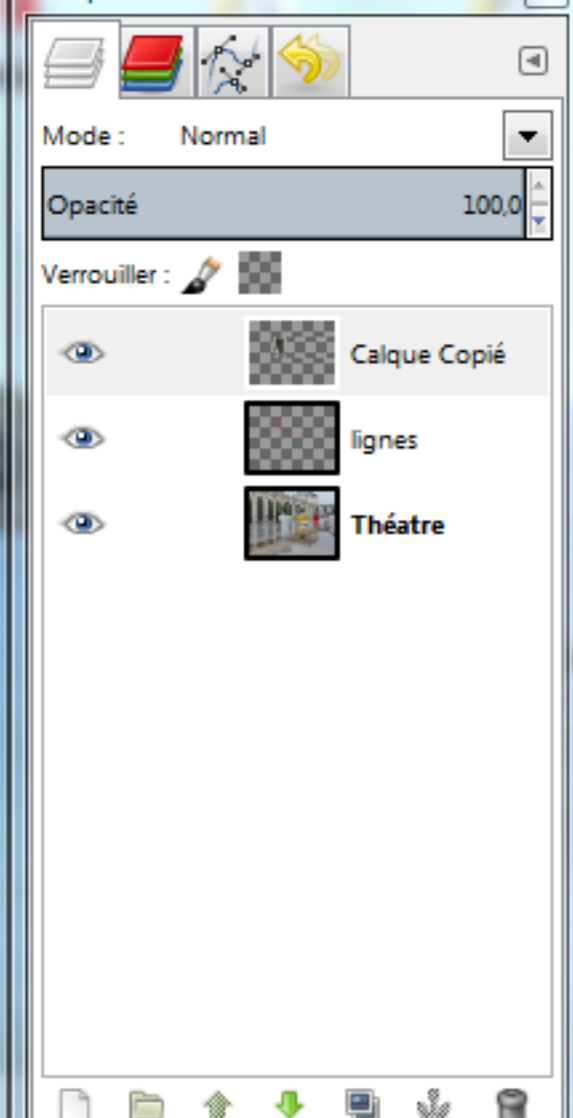 Mode : Normal
Opacité 100,0
Verrouiller :
Calque Copié
lignes
Théatre